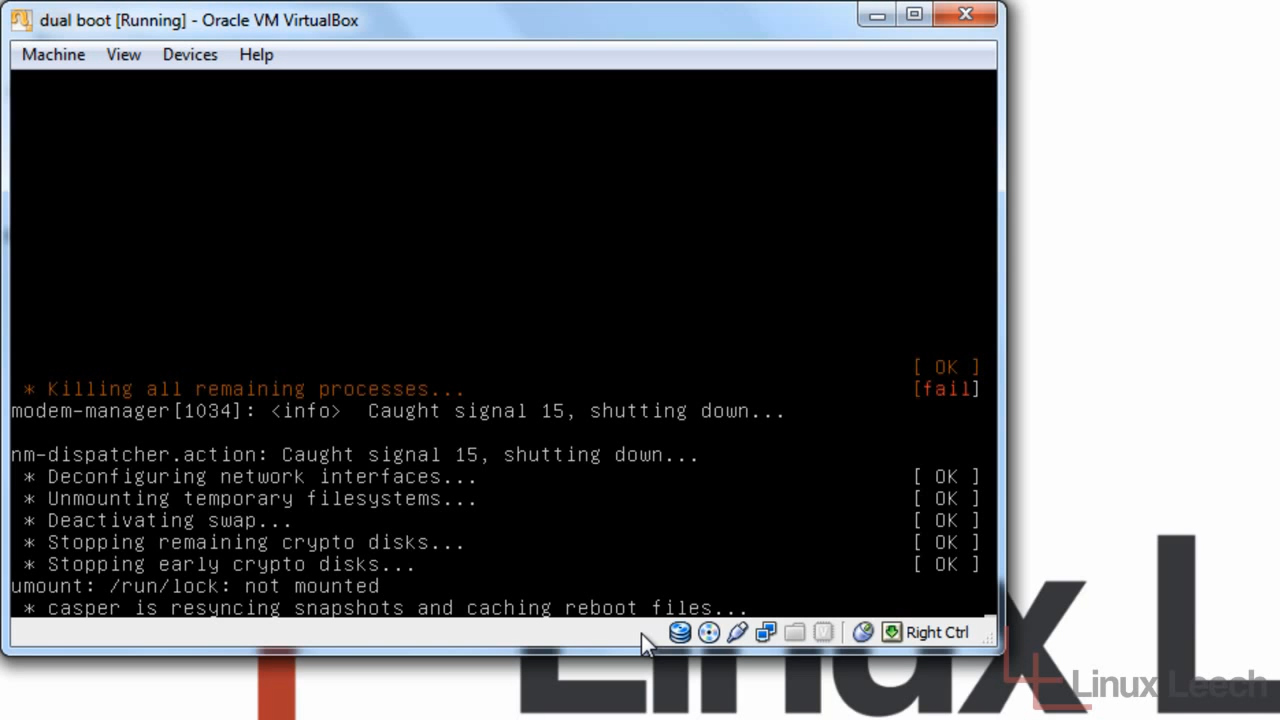 dual boot [Running] - Oracle VM VirtualBox
Machine View Devices Help
[ OK ]
* Killing all remaining processes... [fail]
modem-manager[1034]: <info>  Caught signal 15, shutting down...
nm-dispatcher.action: Caught signal 15, shutting down...
* Deconfiguring network interfaces... [ OK ]
* Unmounting temporary filesystems... [ OK ]
* Deactivating swap... [ OK ]
* Stopping remaining crypto disks... [ OK ]
* Stopping early crypto disks... [ OK ]
umount: /run/lock: not mounted
* casper is resyncing snapshots and caching reboot files...
Right Ctrl
Linux L
Linux Leech